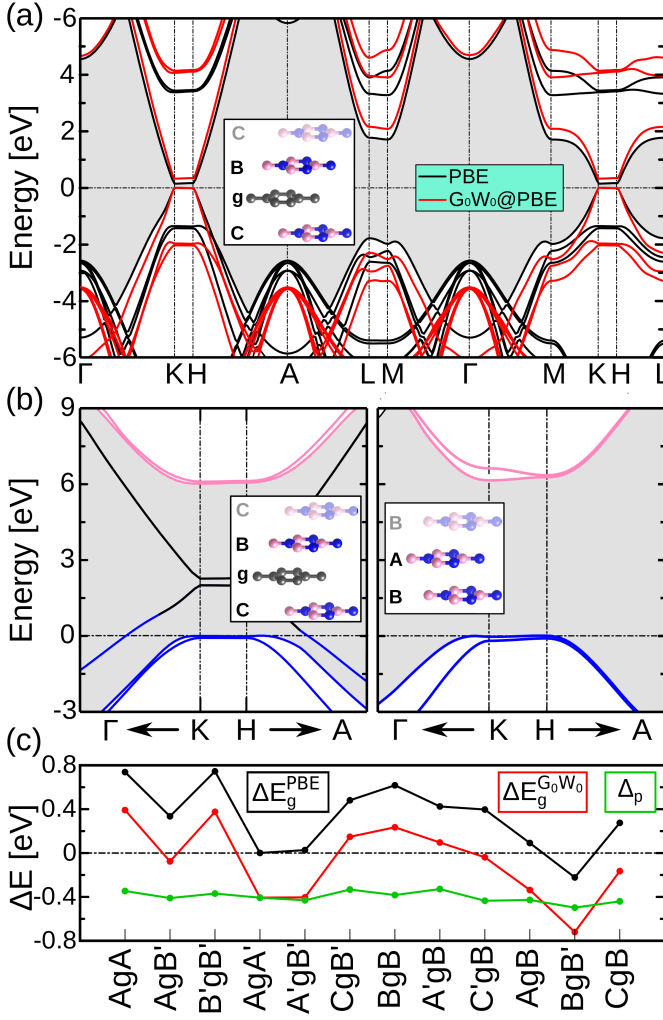 (a)
-6
4
2
0
-2
-4
-6
Energy [eV]
C
B
g
C
PBE
G₀W₀@PBE
Γ K H A L M Γ M K H L
(b)
9
6
3
0
-3
Energy [eV]
C
B
g
C
B
A
B
Γ K H A Γ K H A
(c)
0.8
0.4
0
-0.4
-0.8
ΔE [eV]
ΔE_g^PBE
ΔE_g^G₀W₀
Δ_p
AgA
AgB'
B'gB'
AgA'
A'gB'
CgB'
BgB
A'gB
C'gB
AgB
BgB'
CgB